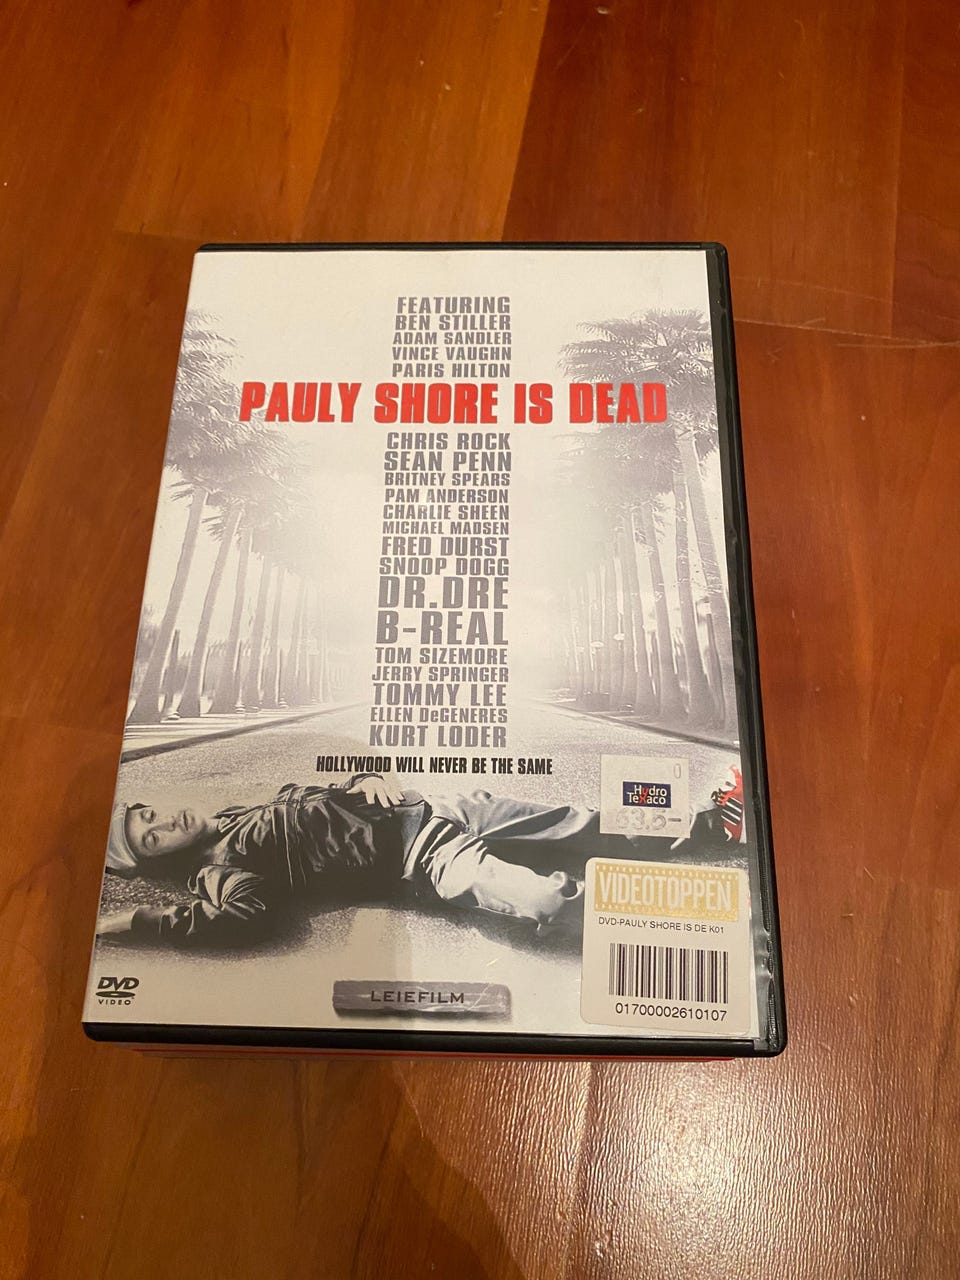 FEATURING
BEN STILLER
ADAM SANDLER
VINCE VAUGHN
PARIS HILTON
PAULY SHORE IS DEAD
CHRIS ROCK
SEAN PENN
BRITNEY SPEARS
PAM ANDERSON
CHARLIE SHEEN
MICHAEL MADSEN
FRED DURST
SNOOP DOGG
DR.DRE
B-REAL
TOM SIZEMORE
JERRY SPRINGER
TOMMY LEE
ELLEN DeGENERES
KURT LODER
HOLLYWOOD WILL NEVER BE THE SAME
0
Hydro
Texaco
VIDEOTOPPEN
DVD-PAULY SHORE IS DE K01
01700002610107
DVD
VIDEO
LEIEFILM